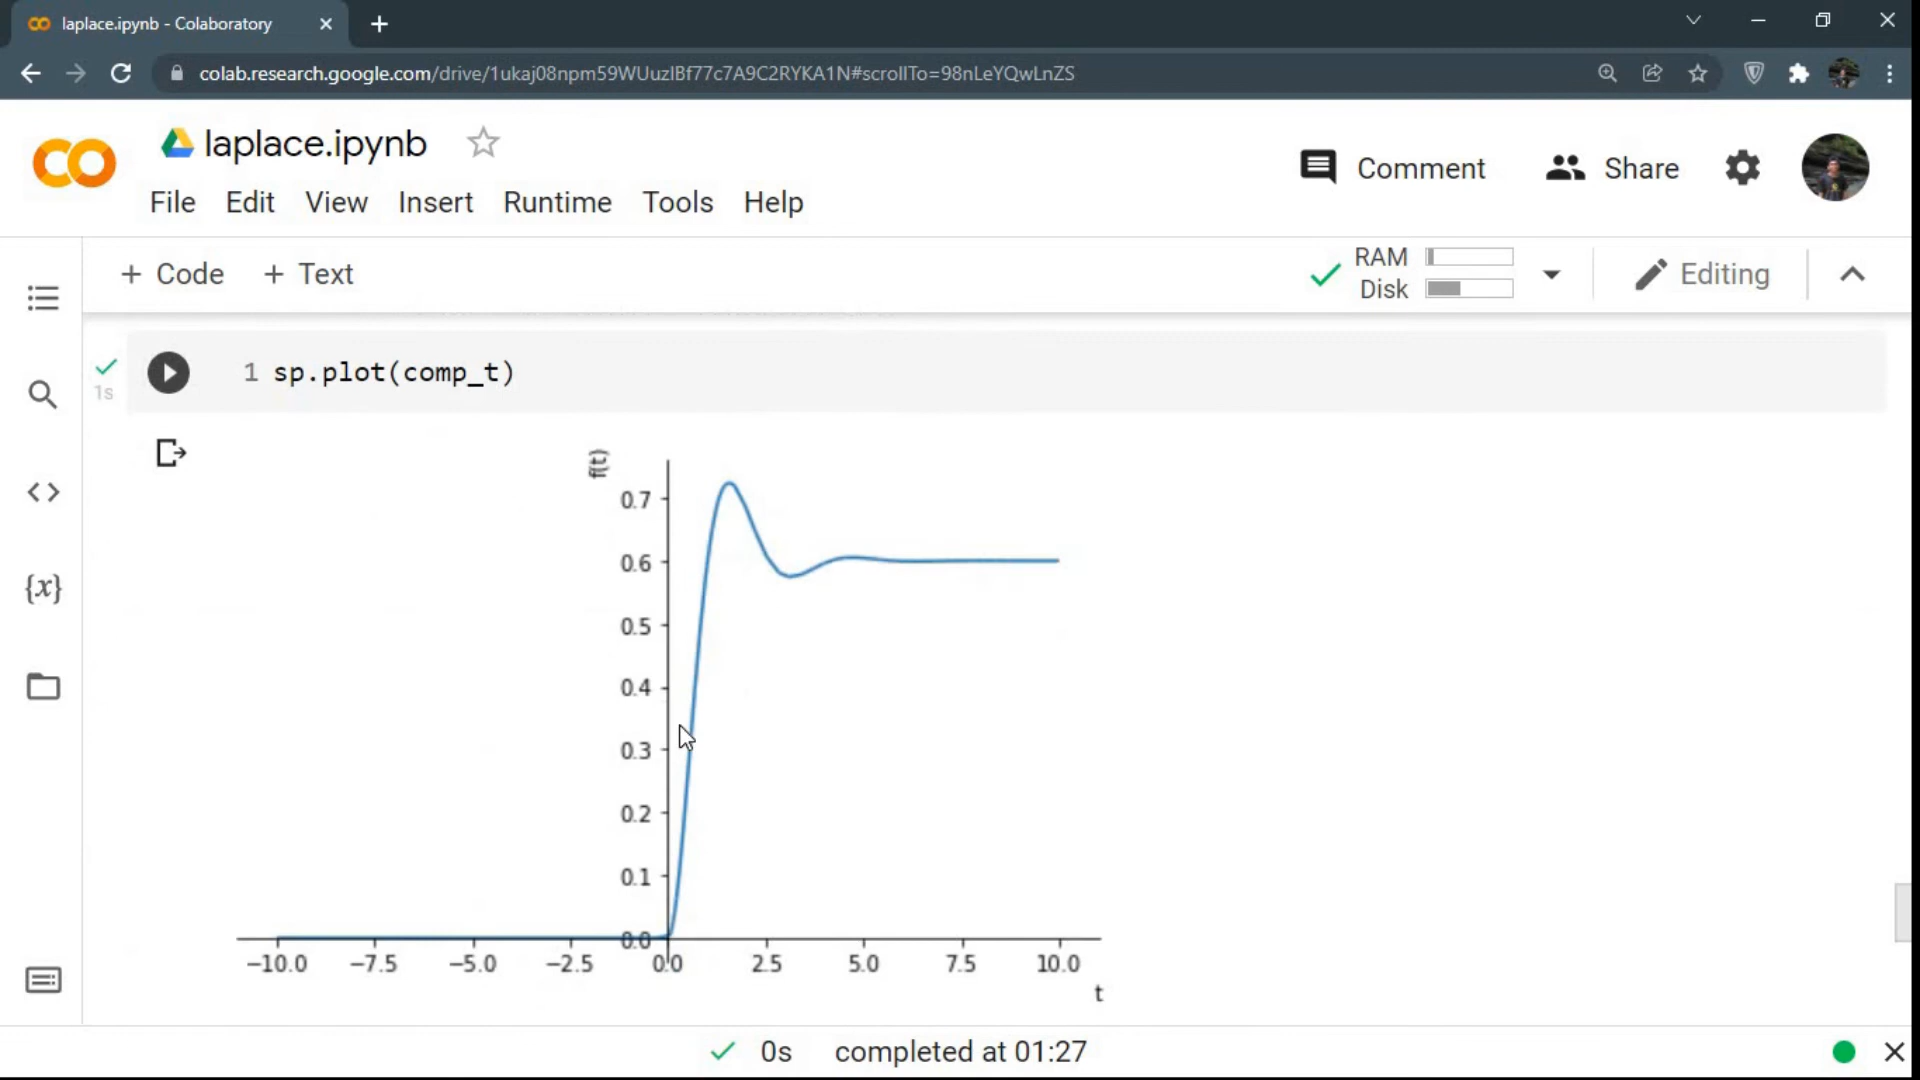 laplace.ipynb - Colaboratory
colab.research.google.com/drive/1ukaj08npm59WUuzlBf77c7A9C2RYKA1N#scrollTo=98nLeYQwLnZS
laplace.ipynb
Comment
Share
File Edit View Insert Runtime Tools Help
+ Code + Text
RAM
Disk
Editing
1s
1 sp.plot(comp_t)
f(t)
0.7
0.6
0.5
0.4
0.3
0.2
0.1
0.0
−10.0 −7.5 −5.0 −2.5 0.0 2.5 5.0 7.5 10.0
t
{x}
0s completed at 01:27